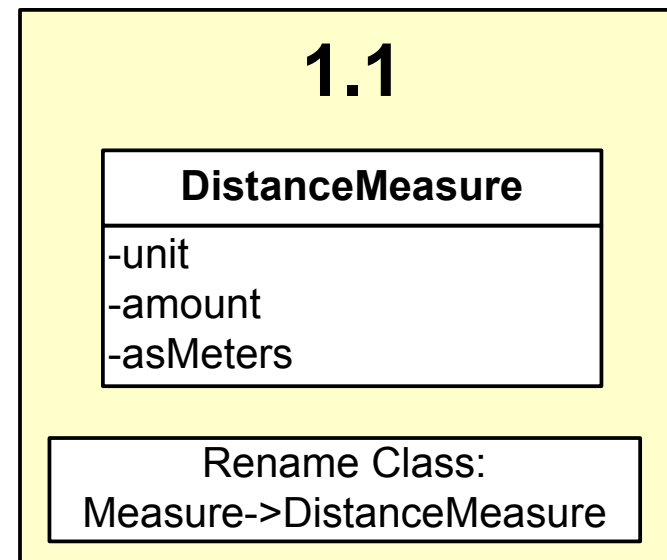 1.1
DistanceMeasure
-unit
-amount
-asMeters
Rename Class:
Measure->DistanceMeasure